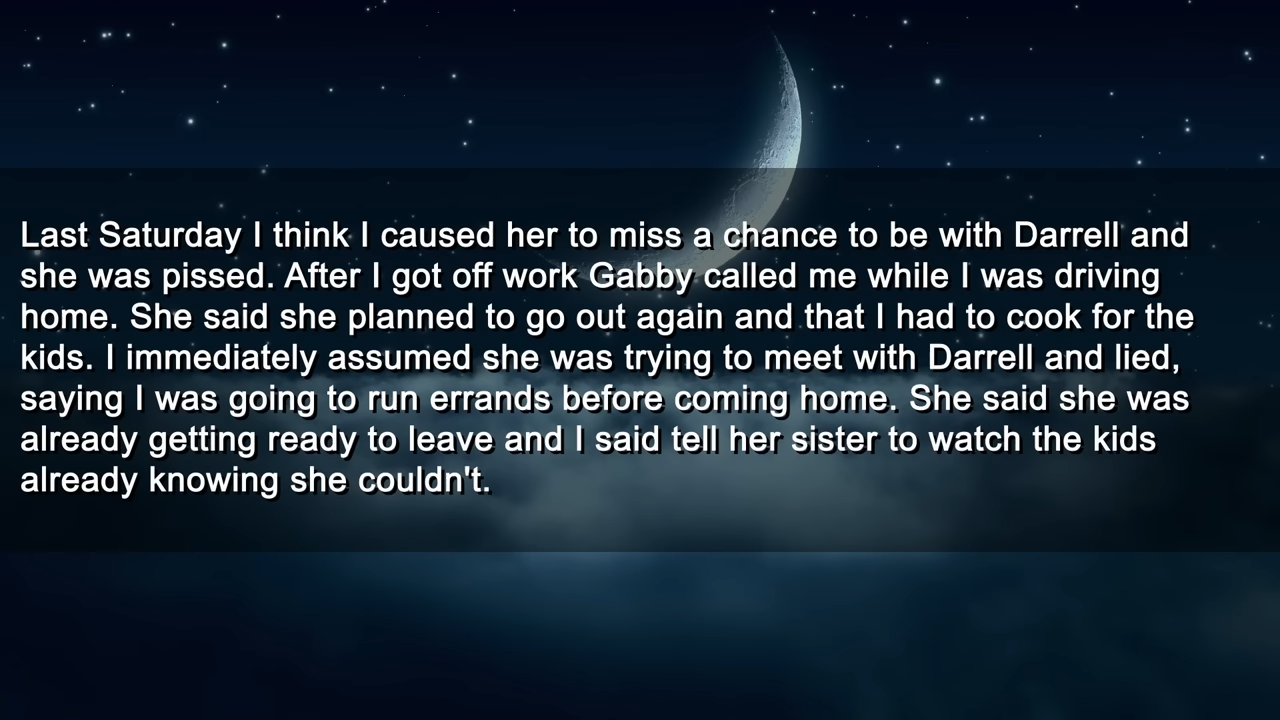 Last Saturday I think I caused her to miss a chance to be with Darrell and
she was pissed. After I got off work Gabby called me while I was driving
home. She said she planned to go out again and that I had to cook for the
kids. I immediately assumed she was trying to meet with Darrell and lied,
saying I was going to run errands before coming home. She said she was
already getting ready to leave and I said tell her sister to watch the kids
already knowing she couldn't.